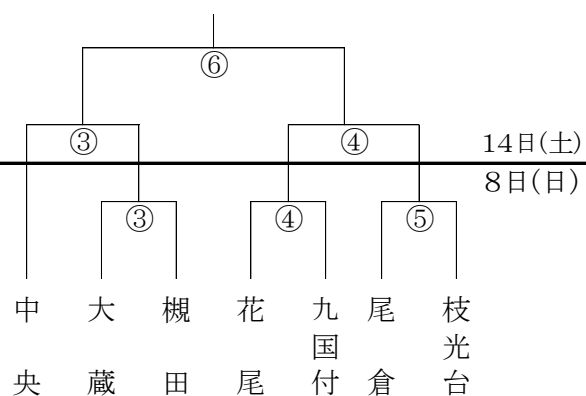 ⑥
③ ④
14日(土)
8日(日)
③ ④ ⑤
中央
大蔵
槻田
花尾
九国付
尾倉
枝光台